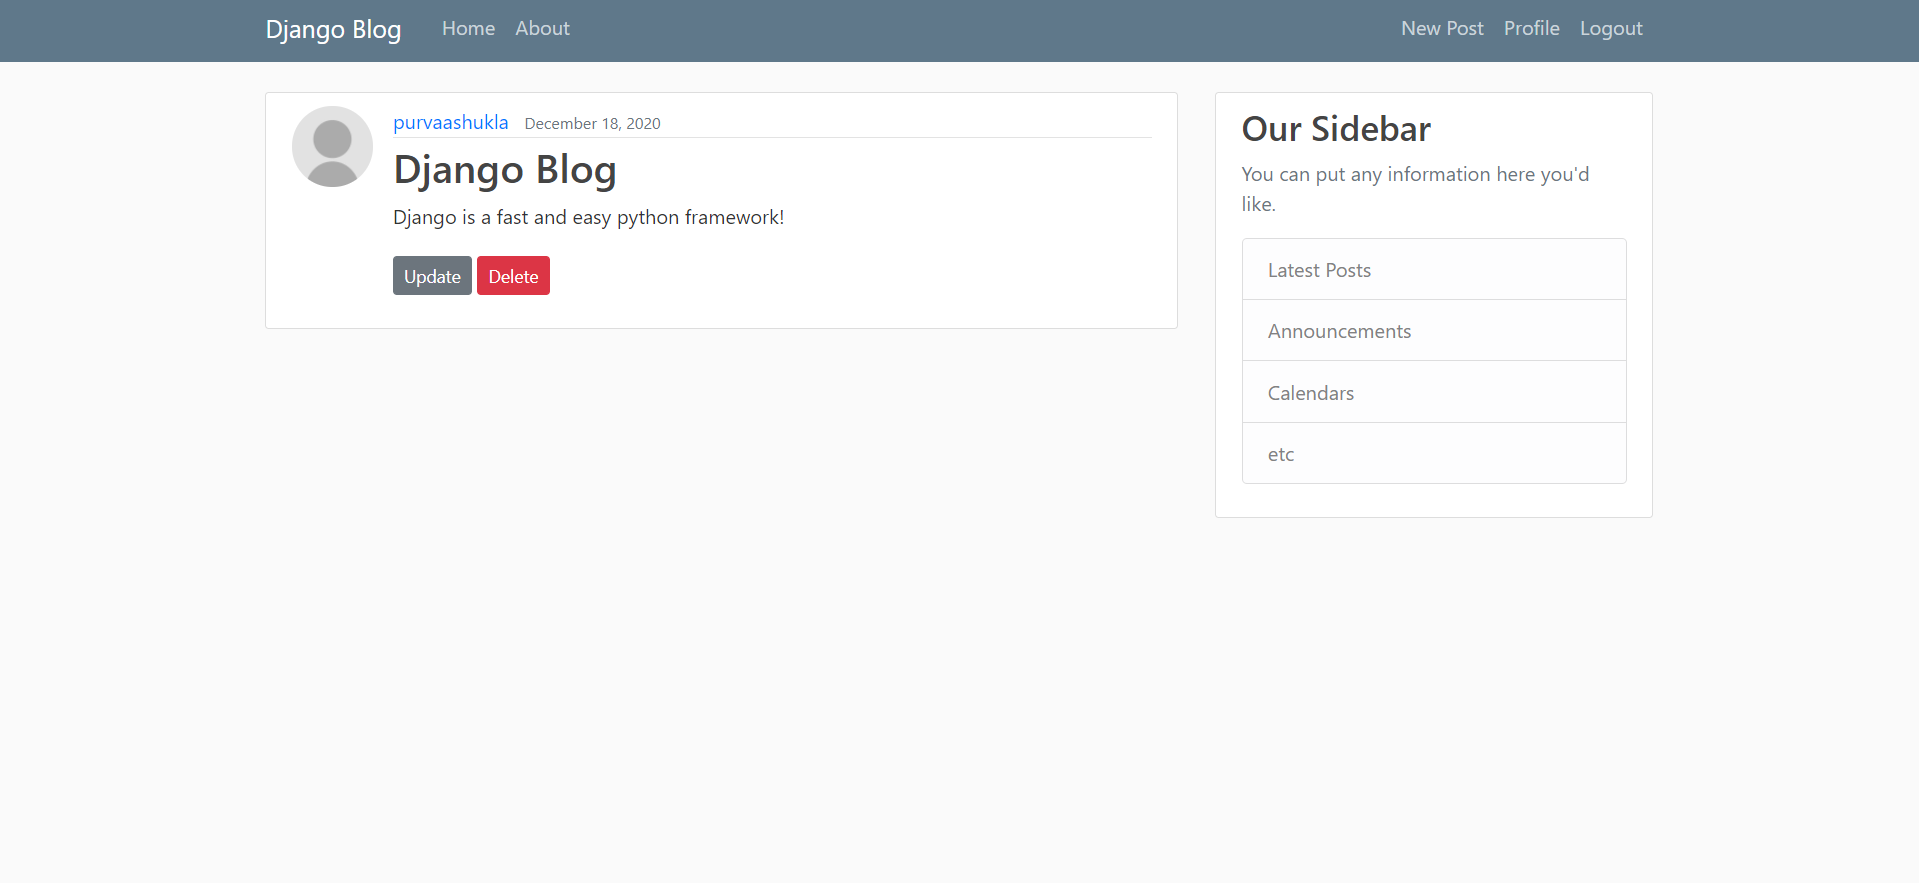 Django Blog Home About New Post Profile Logout
purvaashukla December 18, 2020
Django Blog
Django is a fast and easy python framework!
Update Delete
Our Sidebar
You can put any information here you'd
like.
Latest Posts
Announcements
Calendars
etc